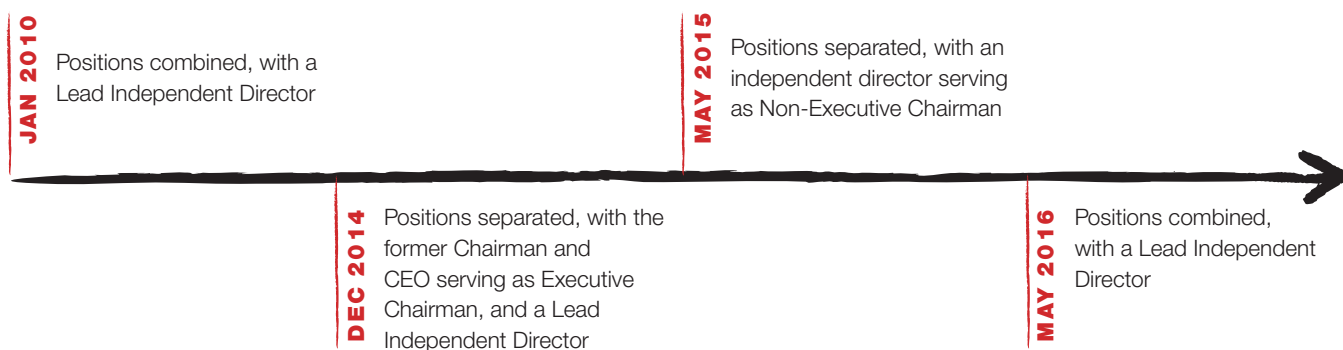 JAN 2010
Positions combined, with a
Lead Independent Director
DEC 2014
Positions separated, with the
former Chairman and
CEO serving as Executive
Chairman, and a Lead
Independent Director
MAY 2015
Positions separated, with an
independent director serving
as Non-Executive Chairman
MAY 2016
Positions combined,
with a Lead Independent
Director